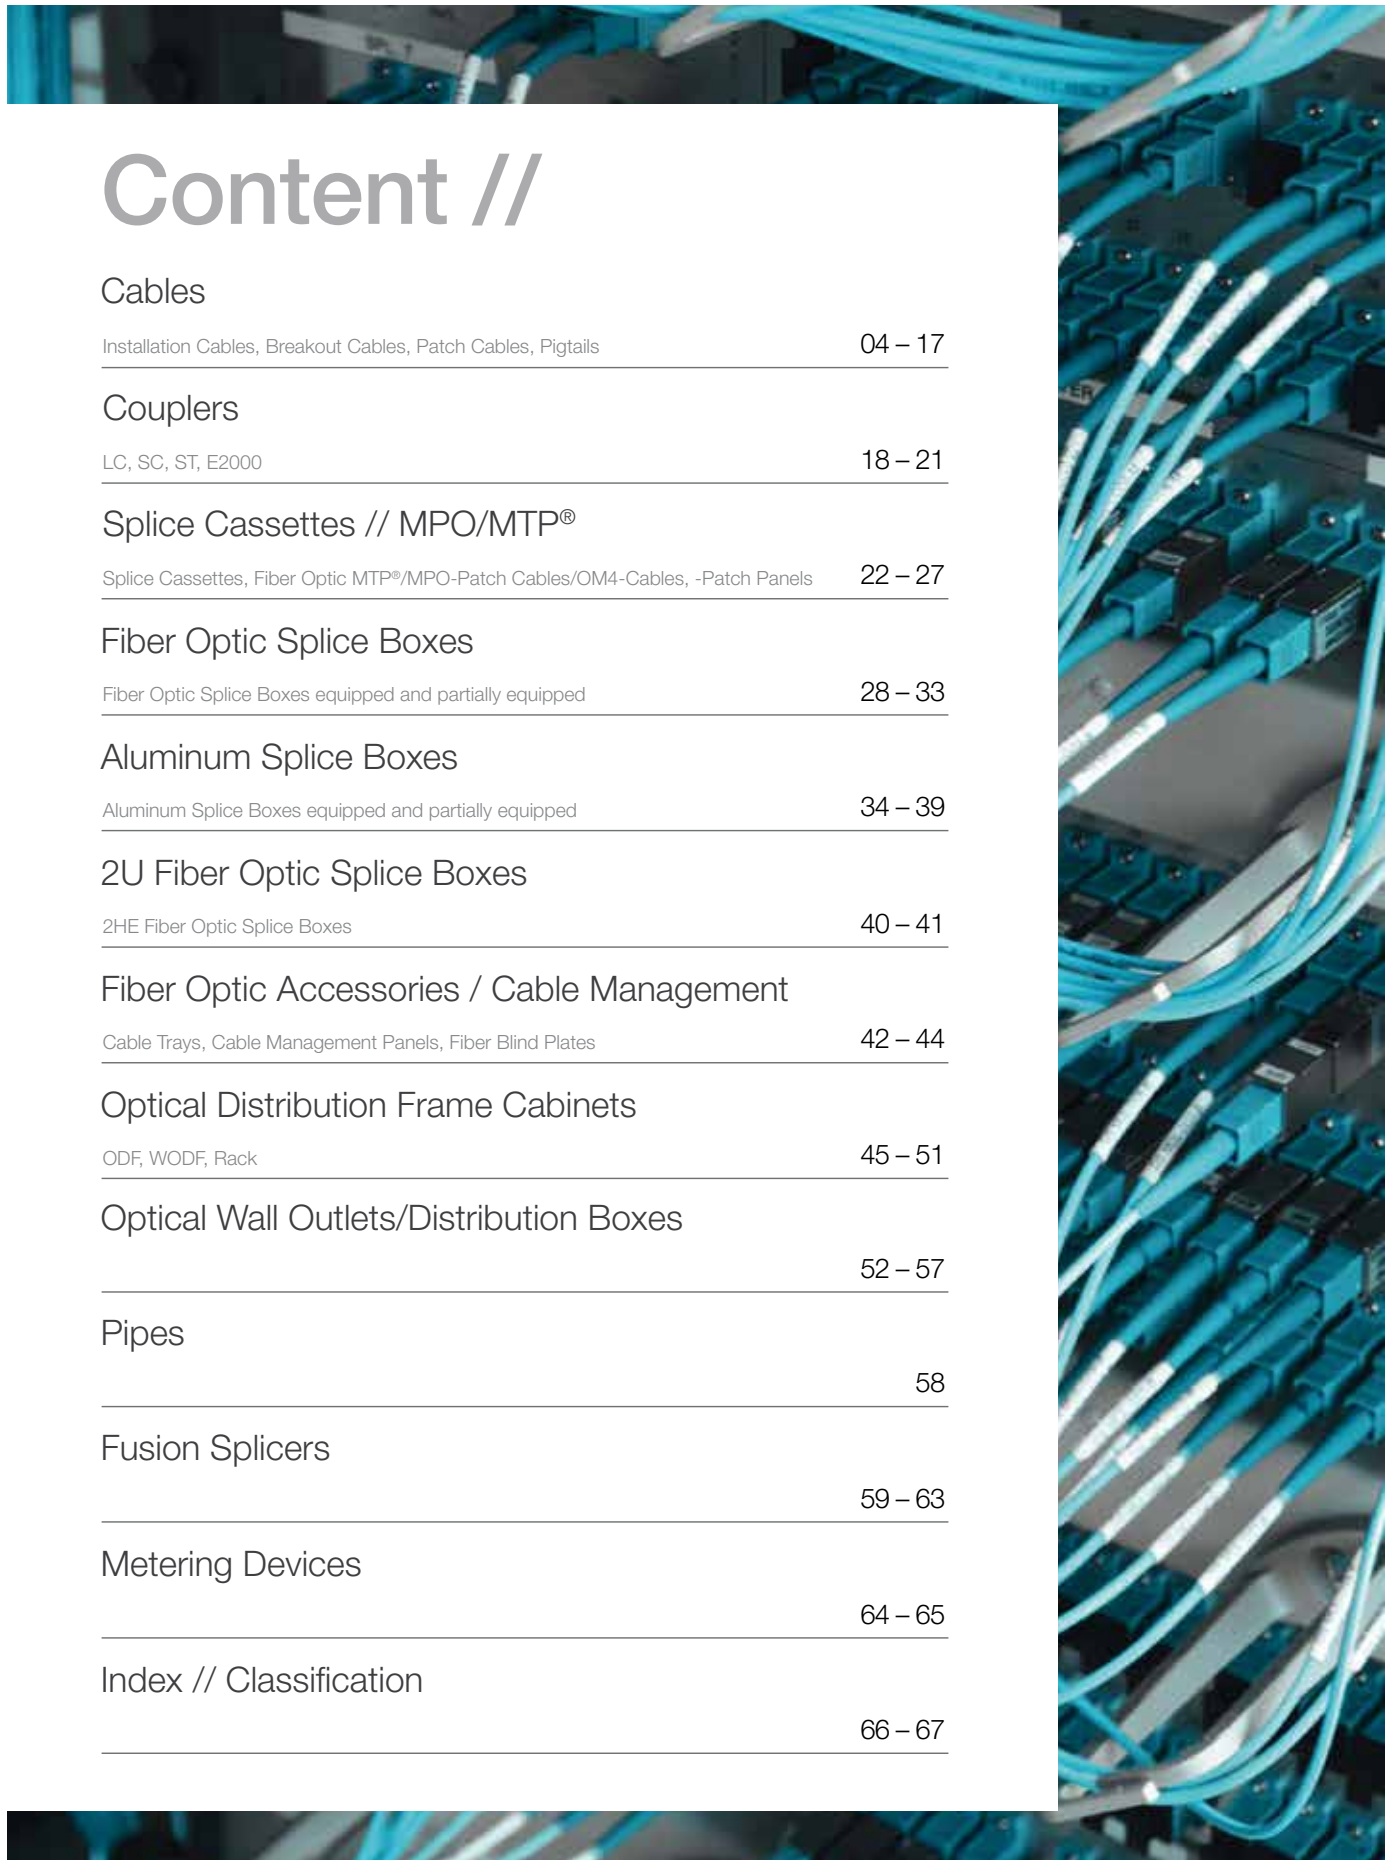 Content //
Cables
Installation Cables, Breakout Cables, Patch Cables, Pigtails 04 – 17
Couplers
LC, SC, ST, E2000 18 – 21
Splice Cassettes // MPO/MTP®
Splice Cassettes, Fiber Optic MTP®/MPO-Patch Cables/OM4-Cables, -Patch Panels 22 – 27
Fiber Optic Splice Boxes
Fiber Optic Splice Boxes equipped and partially equipped 28 – 33
Aluminum Splice Boxes
Aluminum Splice Boxes equipped and partially equipped 34 – 39
2U Fiber Optic Splice Boxes
2HE Fiber Optic Splice Boxes 40 – 41
Fiber Optic Accessories / Cable Management
Cable Trays, Cable Management Panels, Fiber Blind Plates 42 – 44
Optical Distribution Frame Cabinets
ODF, WODF, Rack 45 – 51
Optical Wall Outlets/Distribution Boxes
52 – 57
Pipes
58
Fusion Splicers
59 – 63
Metering Devices
64 – 65
Index // Classification
66 – 67